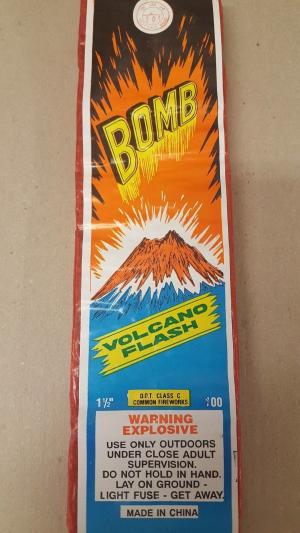 BOMB
VOLCANO
FLASH
1½"
D.P.T. CLASS C
COMMON FIREWORKS
WARNING
EXPLOSIVE
USE ONLY OUTDOORS
UNDER CLOSE ADULT
SUPERVISION.
DO NOT HOLD IN HAND.
LAY ON GROUND -
LIGHT FUSE - GET AWAY.
MADE IN CHINA